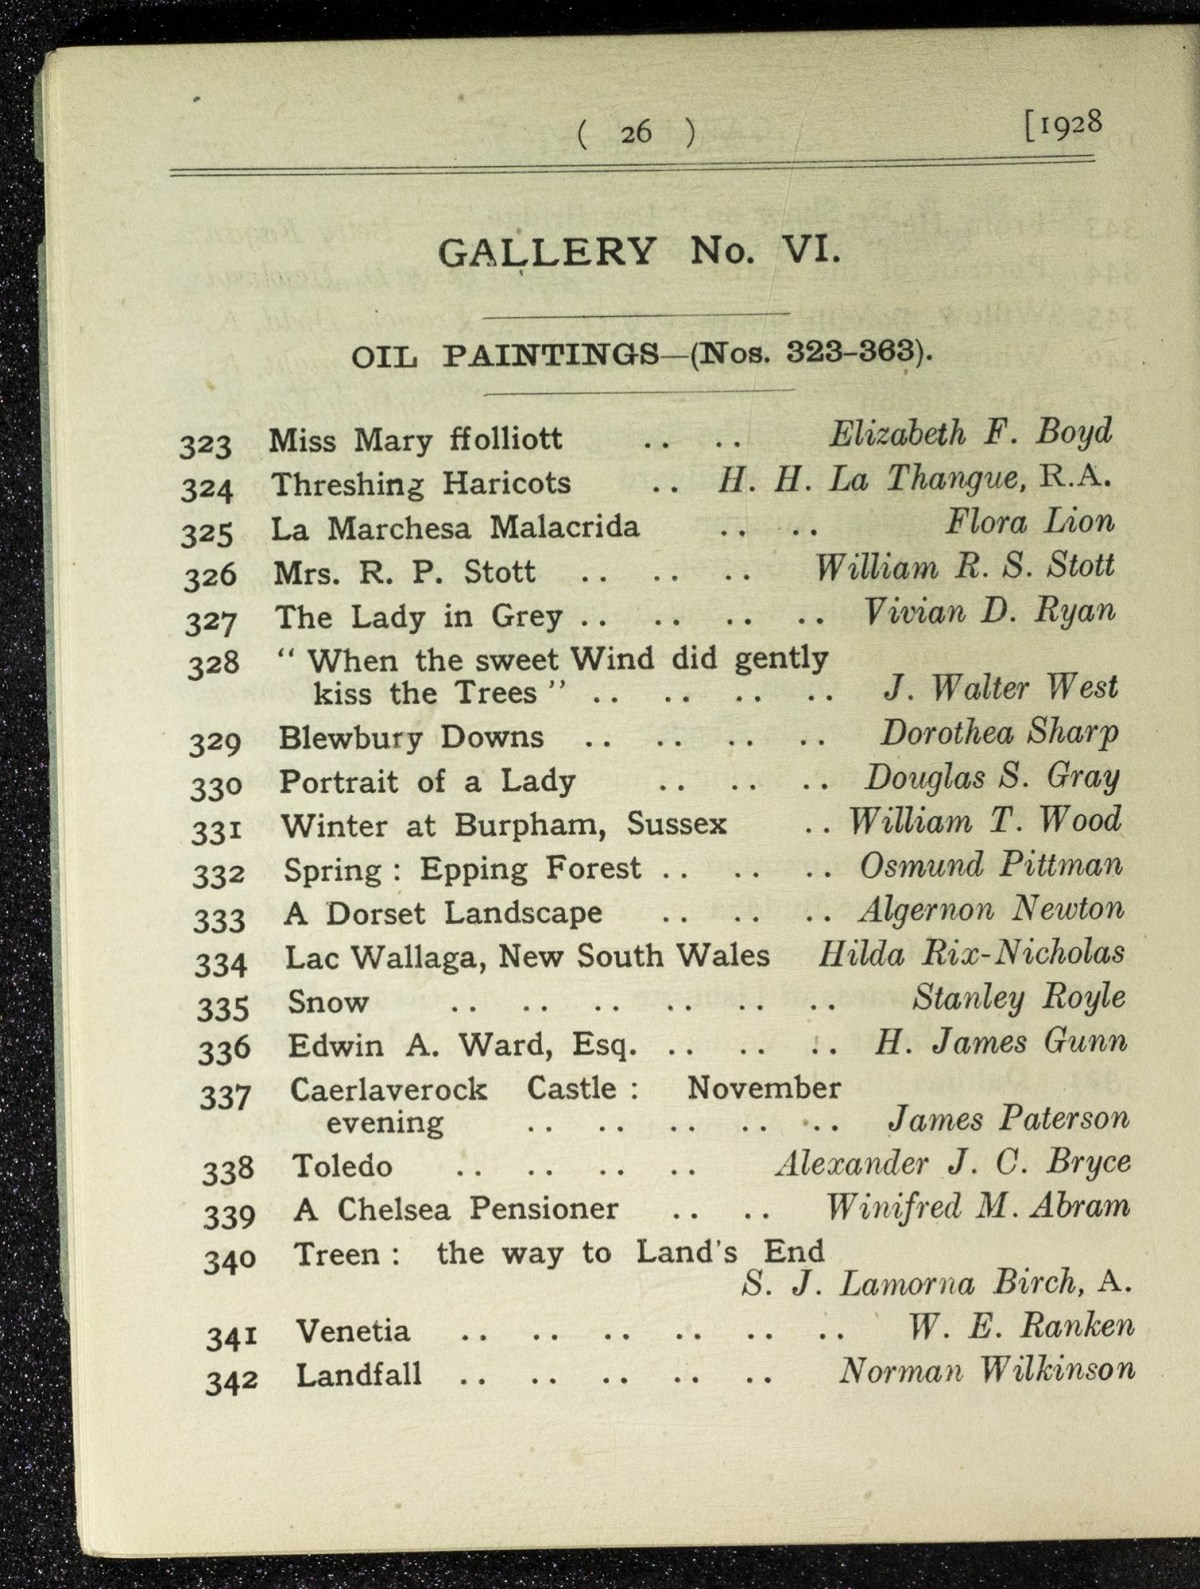 ( 26 ) [1928
GALLERY No. VI.
OIL PAINTINGS—(Nos. 323-363).
323 Miss Mary ffolliott .. .. Elizabeth F. Boyd
324 Threshing Haricots .. H. H. La Thangue, R.A.
325 La Marchesa Malacrida .. .. Flora Lion
326 Mrs. R. P. Stott .. .. .. William R. S. Stott
327 The Lady in Grey .. .. .. .. Vivian D. Ryan
328 “ When the sweet Wind did gently
kiss the Trees ” .. .. .. .. J. Walter West
329 Blewbury Downs .. .. .. .. Dorothea Sharp
330 Portrait of a Lady .. .. .. Douglas S. Gray
331 Winter at Burpham, Sussex .. William T. Wood
332 Spring : Epping Forest .. .. .. Osmund Pittman
333 A Dorset Landscape .. .. .. Algernon Newton
334 Lac Wallaga, New South Wales Hilda Rix-Nicholas
335 Snow .. .. .. .. .. .. Stanley Royle
336 Edwin A. Ward, Esq. .. .. .. H. James Gunn
337 Caerlaverock Castle : November
evening .. .. .. .. .. James Paterson
338 Toledo .. .. .. .. Alexander J. C. Bryce
339 A Chelsea Pensioner .. .. Winifred M. Abram
340 Treen : the way to Land's End
S. J. Lamorna Birch, A.
341 Venetia .. .. .. .. .. .. W. E. Ranken
342 Landfall .. .. .. .. .. Norman Wilkinson